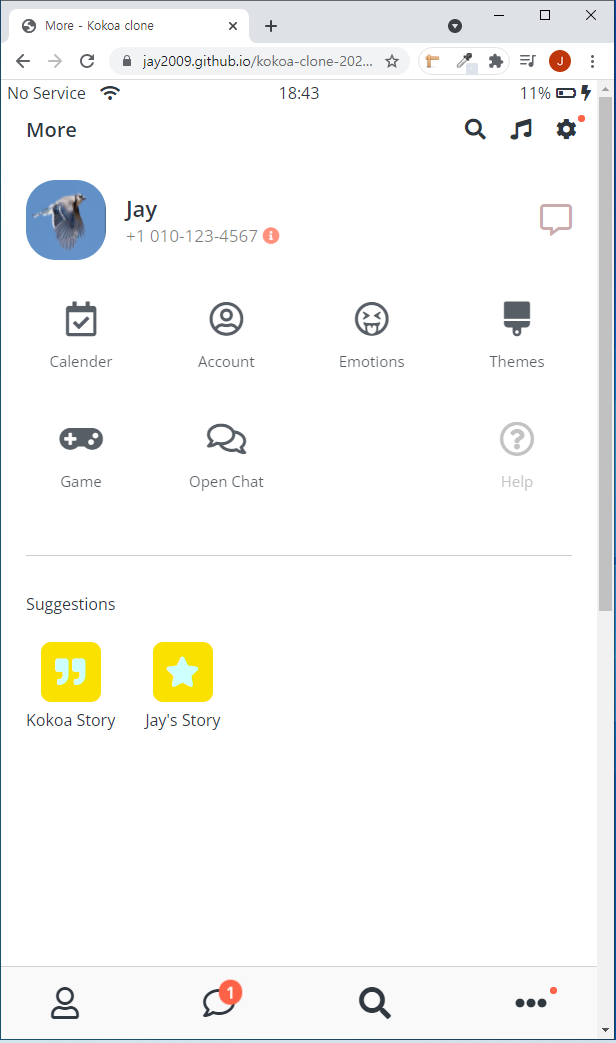 More - Kokoa clone
jay2009.github.io/kokoa-clone-202...
J
No Service 18:43 11%
More
Jay
+1 010-123-4567
Calender Account Emotions Themes
Game Open Chat Help
Suggestions
Kokoa Story Jay's Story
1